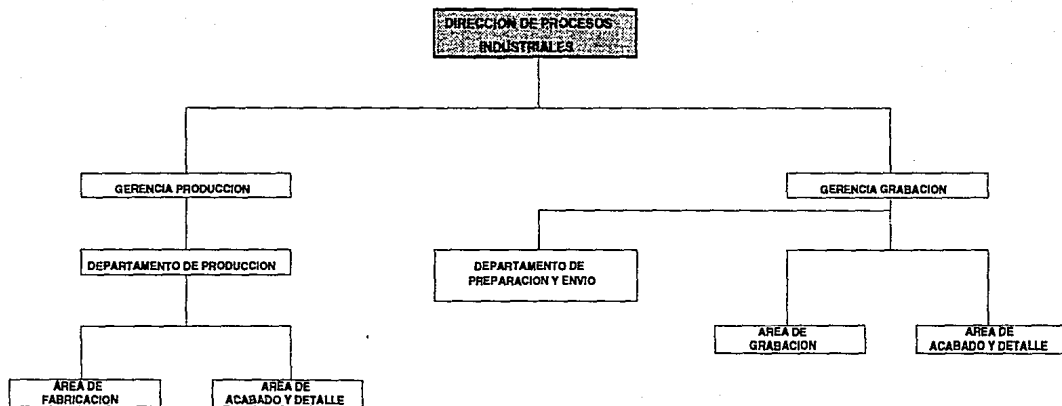 DIRECCION DE PROCESOS
INDUSTRIALES
GERENCIA PRODUCCION
GERENCIA GRABACION
DEPARTAMENTO DE PRODUCCION
DEPARTAMENTO DE
PREPARACION Y ENVIO
AREA DE
GRABACION
AREA DE
ACABADO Y DETALLE
AREA DE
FABRICACION
AREA DE
ACABADO Y DETALLE